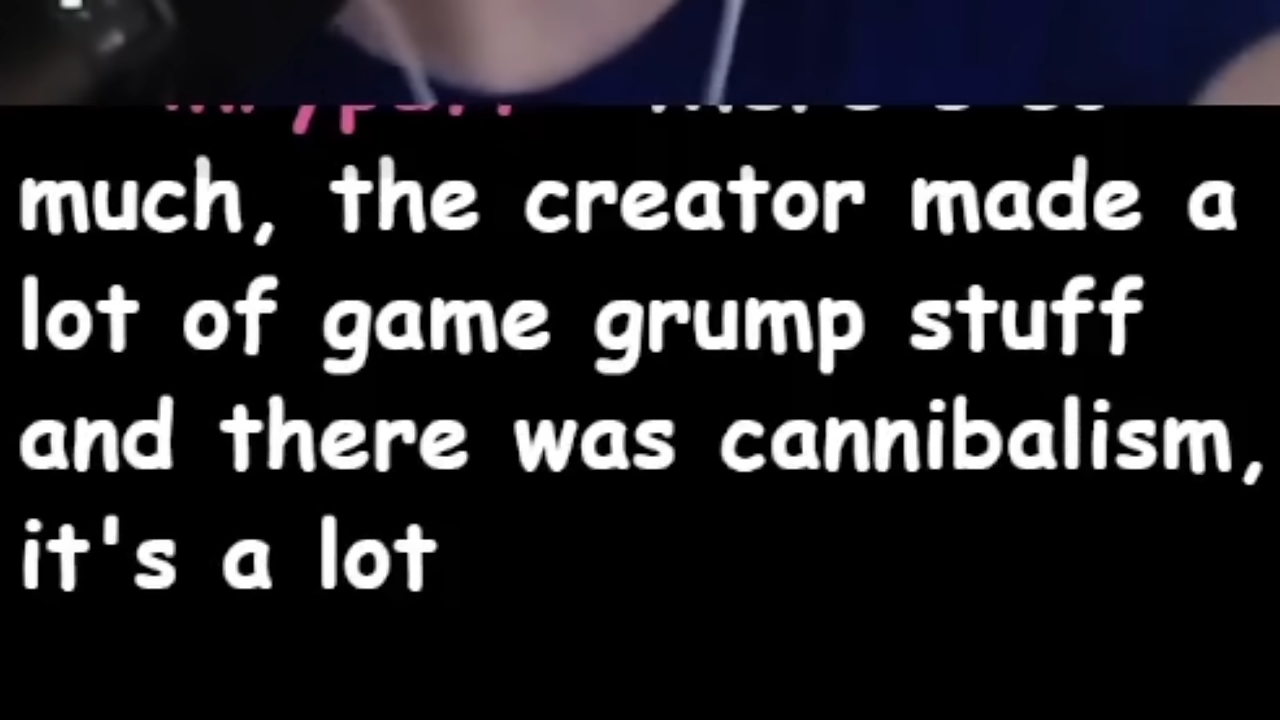 much, the creator made a
lot of game grump stuff
and there was cannibalism,
it's a lot